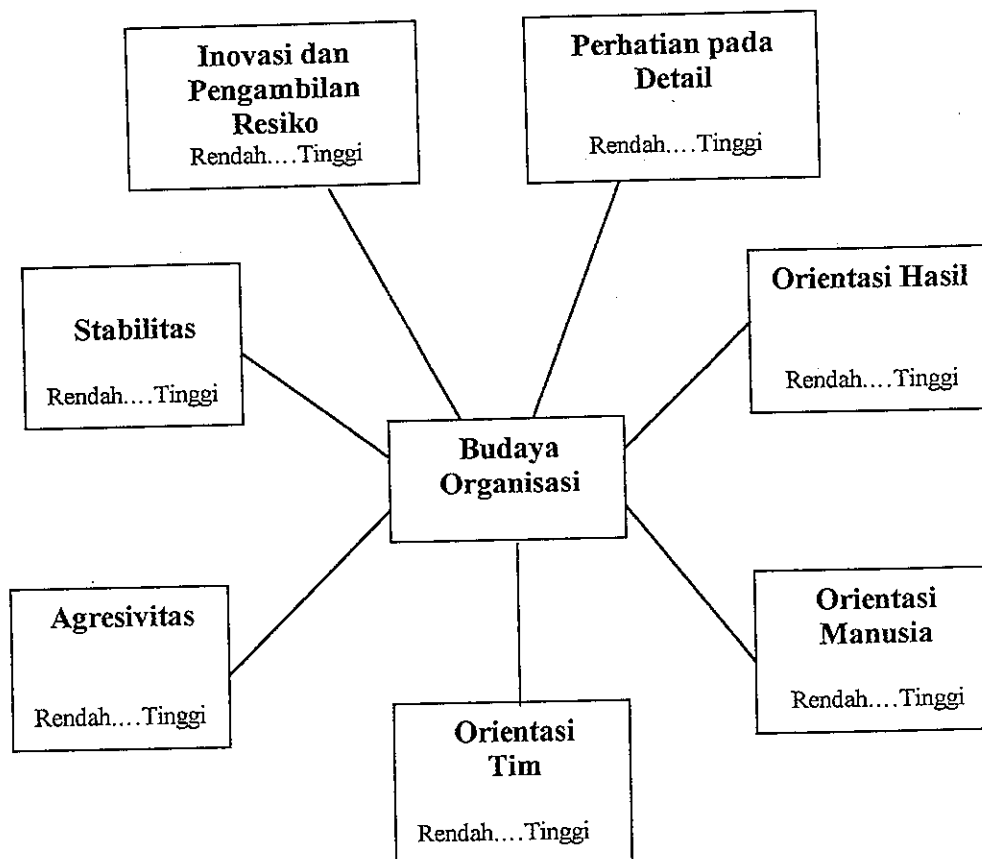 Inovasi dan
Pengambilan
Resiko
Rendah....Tinggi
Perhatian pada
Detail
Rendah....Tinggi
Stabilitas
Rendah....Tinggi
Orientasi Hasil
Rendah....Tinggi
Budaya
Organisasi
Agresivitas
Rendah....Tinggi
Orientasi
Manusia
Rendah....Tinggi
Orientasi
Tim
Rendah....Tinggi